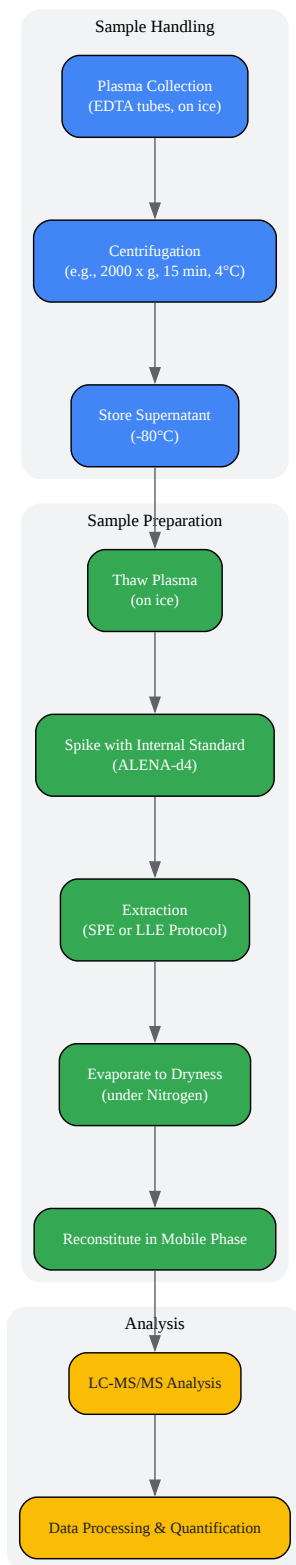 Sample Handling
Plasma Collection
(EDTA tubes, on ice)
Centrifugation
(e.g., 2000 x g, 15 min, 4°C)
Store Supernatant
(-80°C)
Sample Preparation
Thaw Plasma
(on ice)
Spike with Internal Standard
(ALENA-d4)
Extraction
(SPE or LLE Protocol)
Evaporate to Dryness
(under Nitrogen)
Reconstitute in Mobile Phase
Analysis
LC-MS/MS Analysis
Data Processing & Quantification